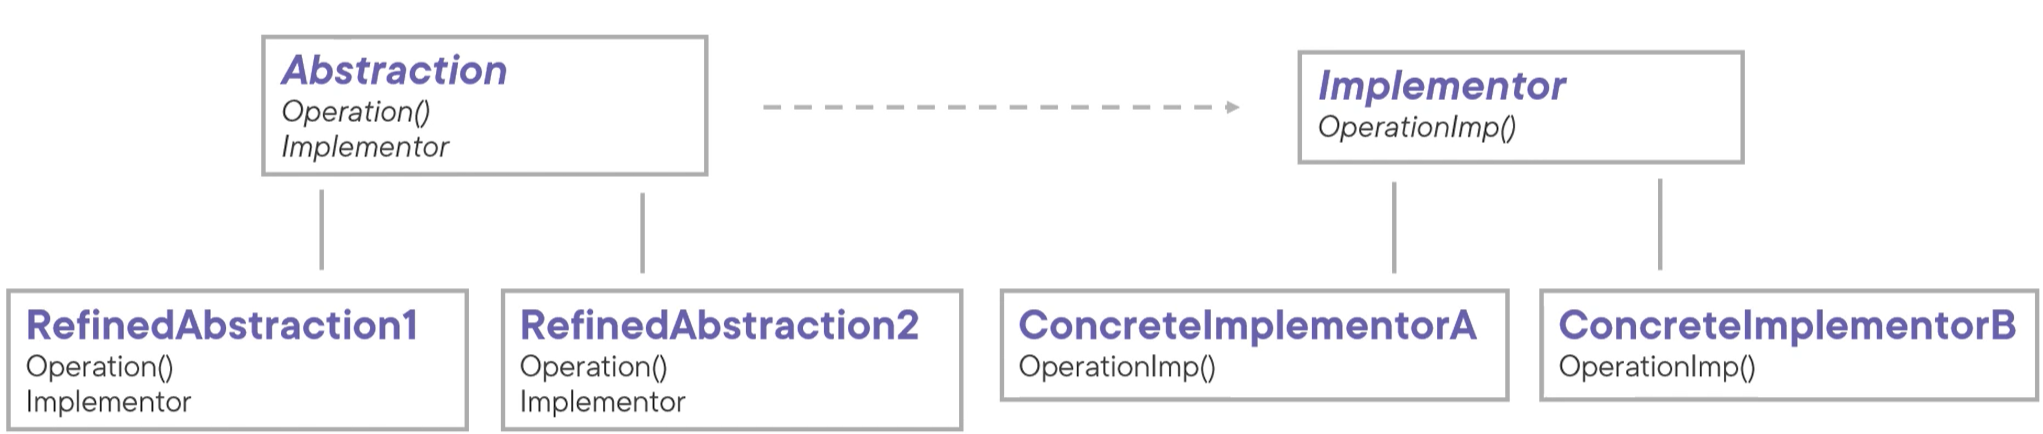 Abstraction
Operation()
Implementor
Implementor
OperationImp()
RefinedAbstraction1
Operation()
Implementor
RefinedAbstraction2
Operation()
Implementor
ConcreteImplementorA
OperationImp()
ConcreteImplementorB
OperationImp()